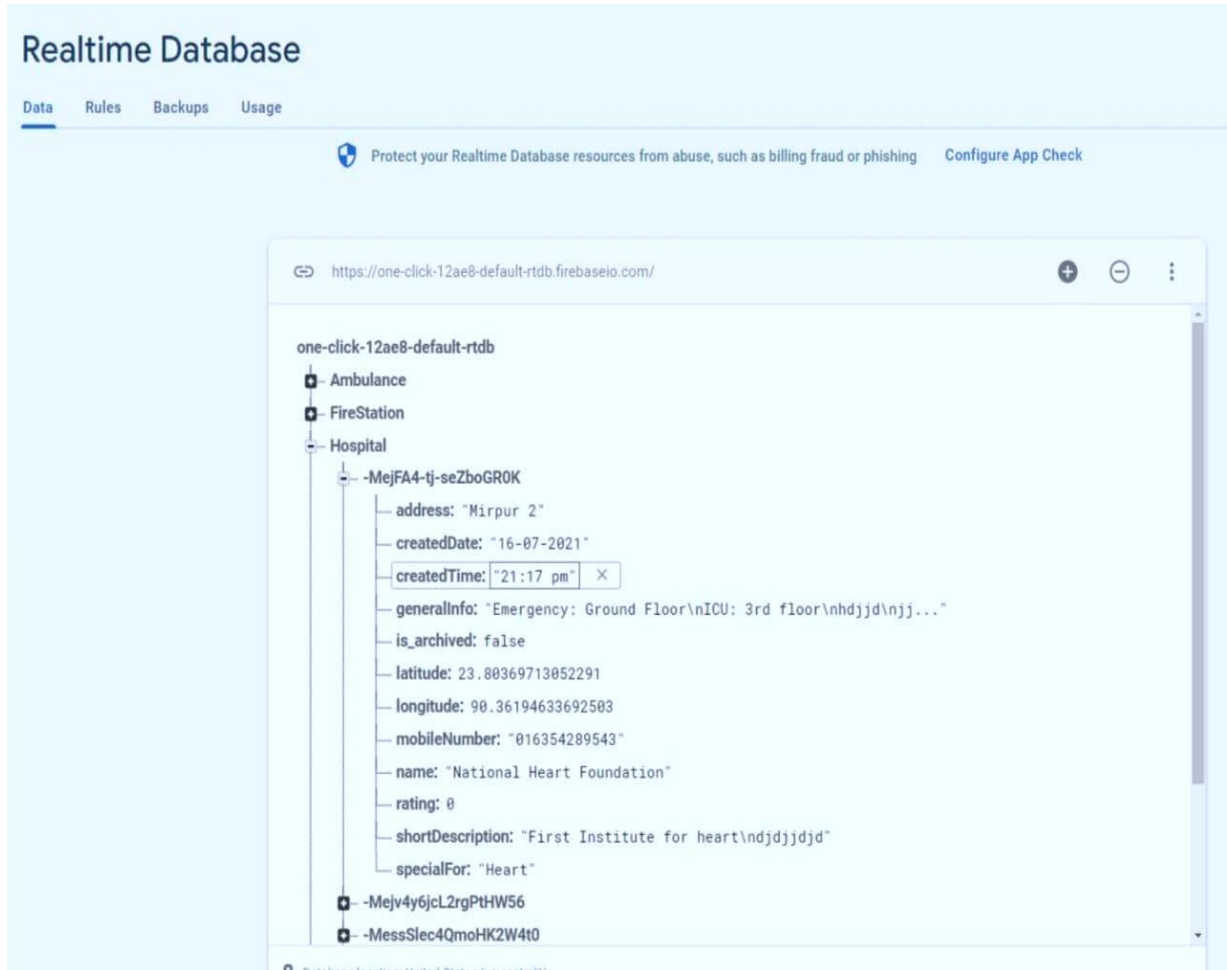 Realtime Database
Data Rules Backups Usage
Protect your Realtime Database resources from abuse, such as billing fraud or phishing Configure App Check
https://one-click-12ae8-default-rtdb.firebaseio.com/
one-click-12ae8-default-rtdb
Ambulance
FireStation
Hospital
-MejFA4-tj-seZboGR0K
address: "Mirpur 2"
createdDate: "16-07-2021"
createdTime: "21:17 pm"
generalInfo: "Emergency: Ground Floor\nICU: 3rd floor\nhdjjd\njj..."
is_archived: false
latitude: 23.80369713052291
longitude: 90.36194633692503
mobileNumber: "016354289543"
name: "National Heart Foundation"
rating: 0
shortDescription: "First Institute for heart\ndjdjjdjd"
specialFor: "Heart"
-Mejv4y6jcL2rgPtHW56
-MessSlec4QmoHK2W4t0